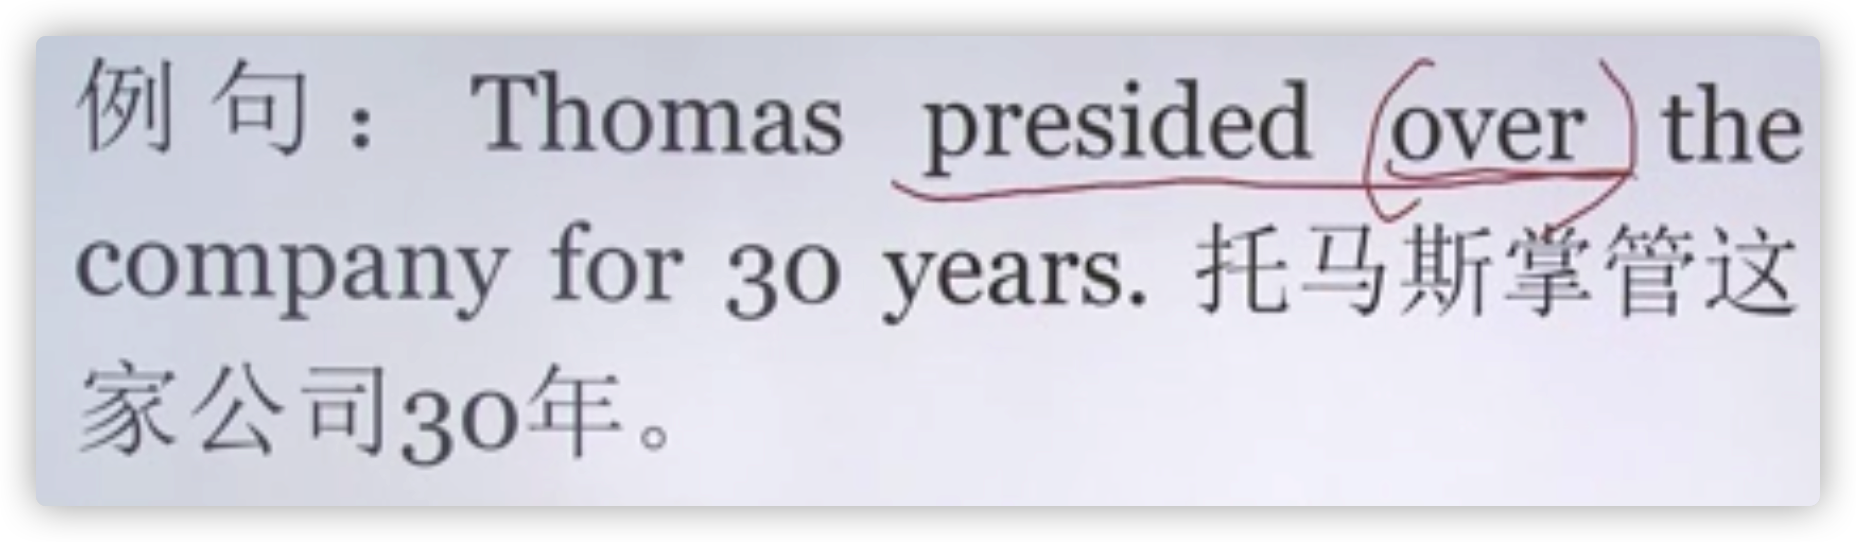 例句：Thomas presided over the
company for 30 years. 托马斯掌管这
家公司30年。